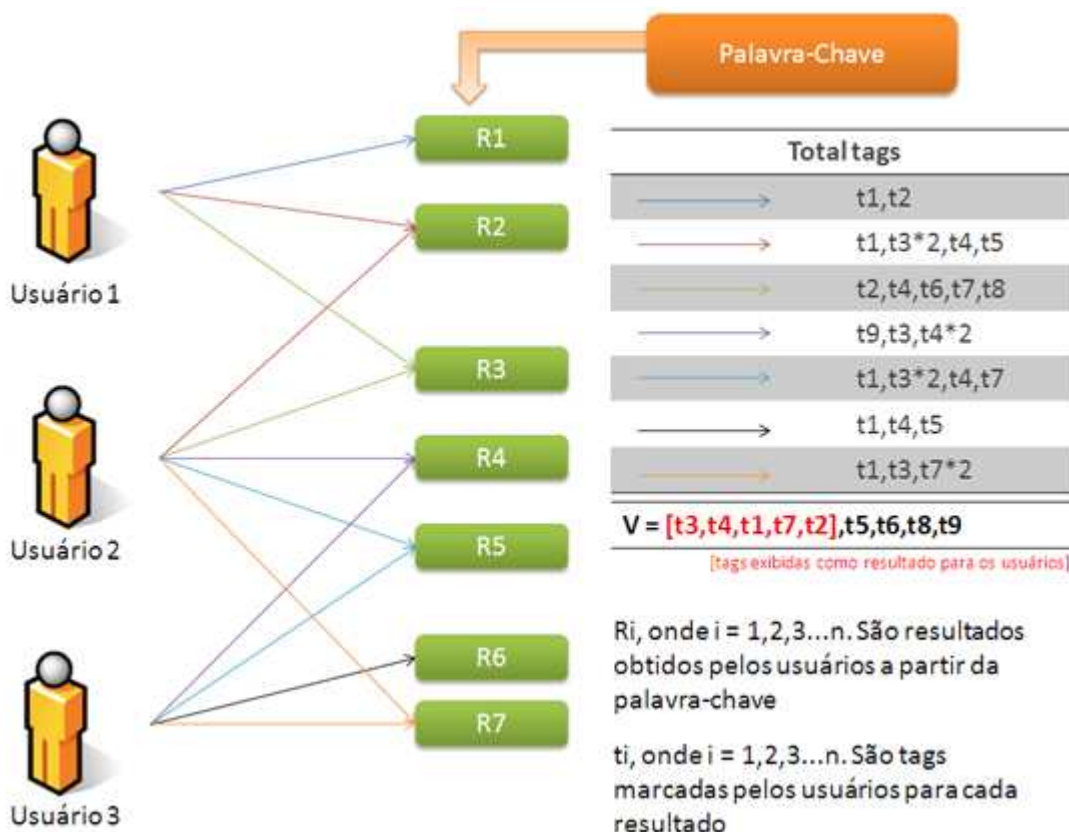 Palavra-Chave
R1
R2
R3
R4
R5
R6
R7
Usuário 1
Usuário 2
Usuário 3
Total tags
t1,t2
t1,t3*2,t4,t5
t2,t4,t6,t7,t8
t9,t3,t4*2
t1,t3*2,t4,t7
t1,t4,t5
t1,t3,t7*2
V = [t3,t4,t1,t7,t2],t5,t6,t8,t9
[tags exibidas como resultado para os usuários]
Ri, onde i = 1,2,3...n. São resultados
obtidos pelos usuários a partir da
palavra-chave
ti, onde i = 1,2,3...n. São tags
marcadas pelos usuários para cada
resultado